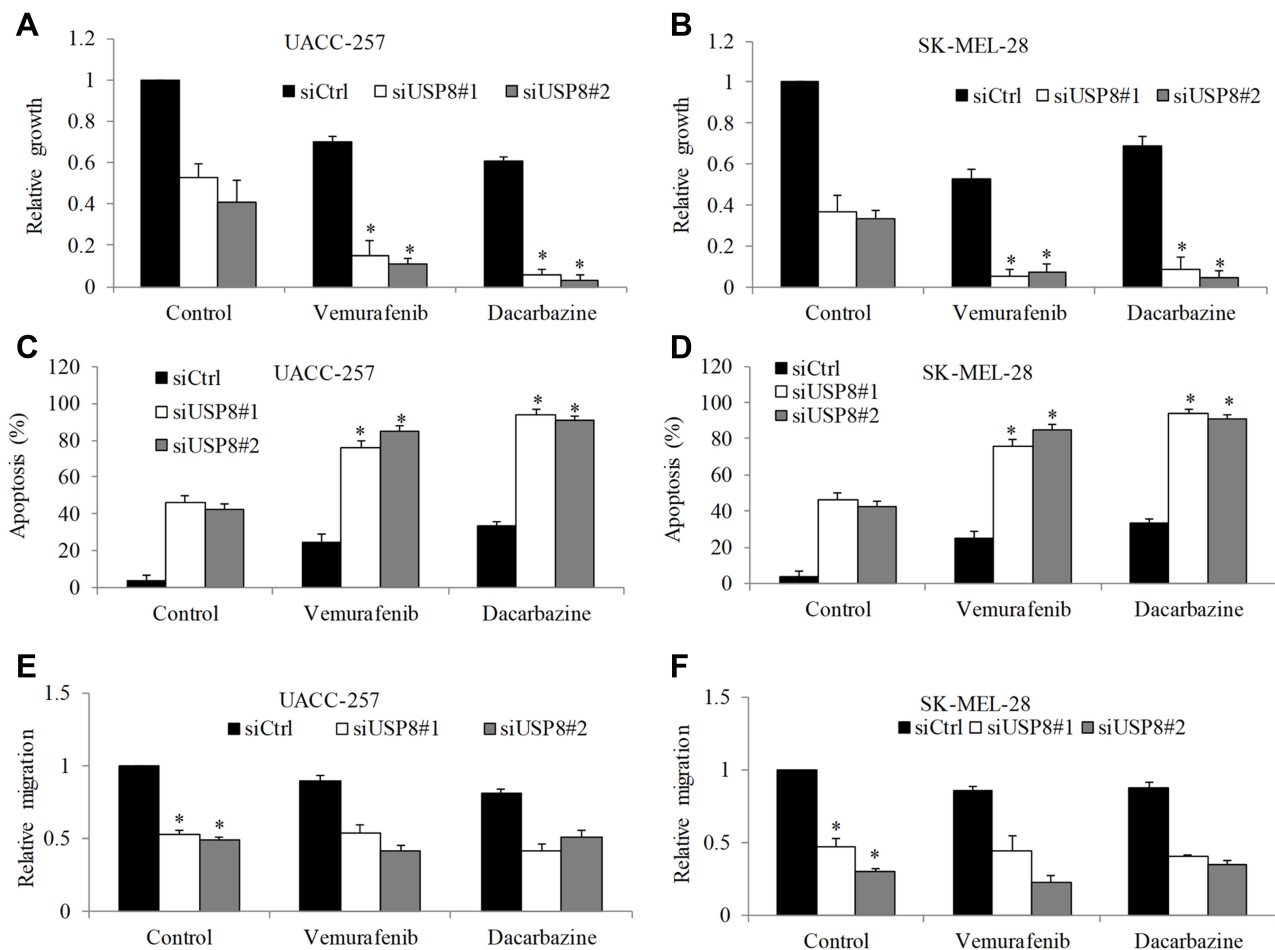 A
UACC-257
siCtrl siUSP8#1 siUSP8#2
Relative growth
1.2
1
0.8
0.6
0.4
0.2
0
* * * *
Control Vemurafenib Dacarbazine
B
SK-MEL-28
siCtrl siUSP8#1 siUSP8#2
Relative growth
1.2
1
0.8
0.6
0.4
0.2
0
* * * *
Control Vemurafenib Dacarbazine
C
UACC-257
siCtrl
siUSP8#1
siUSP8#2
Apoptosis (%)
120
100
80
60
40
20
0
* * * *
Control Vemurafenib Dacarbazine
D
SK-MEL-28
siCtrl
siUSP8#1
siUSP8#2
Apoptosis (%)
120
100
80
60
40
20
0
* * * *
Control Vemurafenib Dacarbazine
E
UACC-257
siCtrl siUSP8#1 siUSP8#2
Relative migration
1.5
1
0.5
0
* *
Control Vemurafenib Dacarbazine
F
SK-MEL-28
siCtrl siUSP8#1 siUSP8#2
Relative migration
1.5
1
0.5
0
* *
Control Vemurafenib Dacarbazine